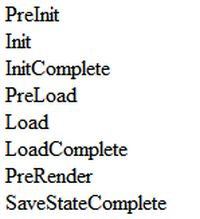 PreInit
Init
InitComplete
PreLoad
Load
LoadComplete
PreRender
SaveStateComplete